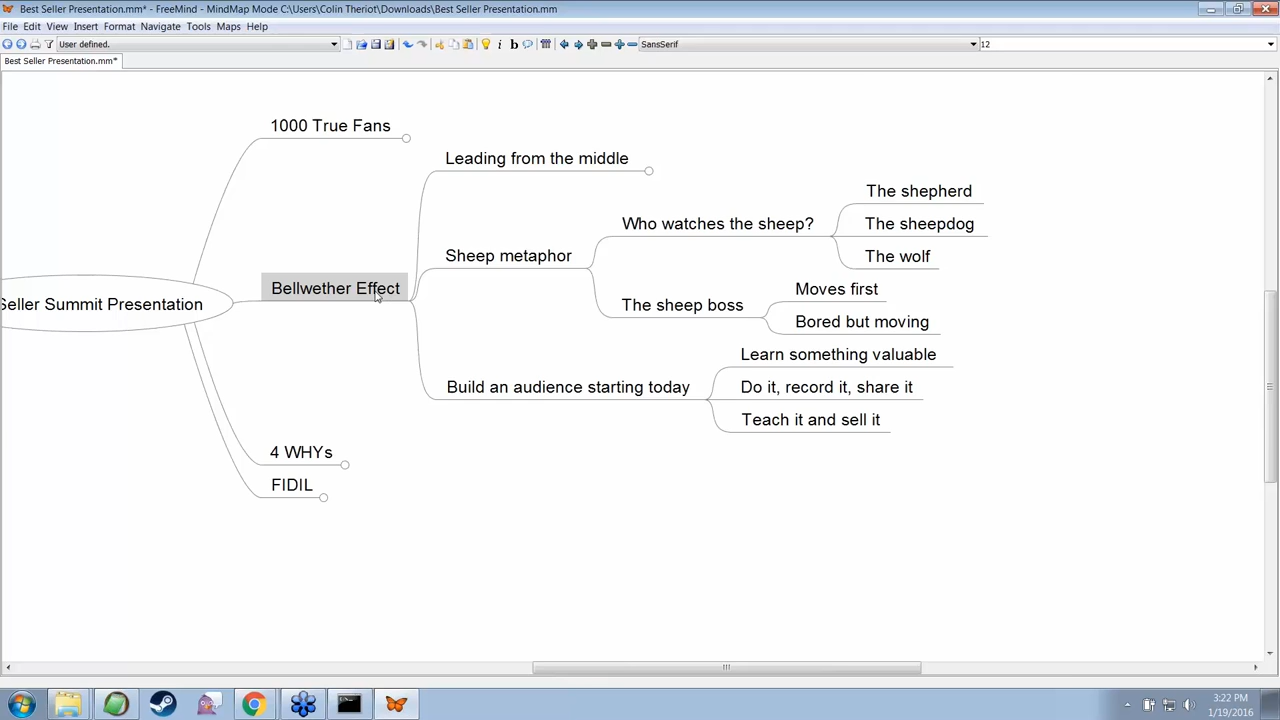 Best Seller Presentation.mm* - FreeMind - MindMap Mode C:\Users\Colin Theriot\Downloads\Best Seller Presentation.mm
File Edit View Insert Format Navigate Tools Maps Help
User defined.
SansSerif
12
Best Seller Presentation.mm*
1000 True Fans
Leading from the middle
The shepherd
Who watches the sheep?
The sheepdog
Sheep metaphor
The wolf
Bellwether Effect
Moves first
Seller Summit Presentation
The sheep boss
Bored but moving
Learn something valuable
Build an audience starting today
Do it, record it, share it
Teach it and sell it
4 WHYs
FIDIL
3:22 PM
1/19/2016